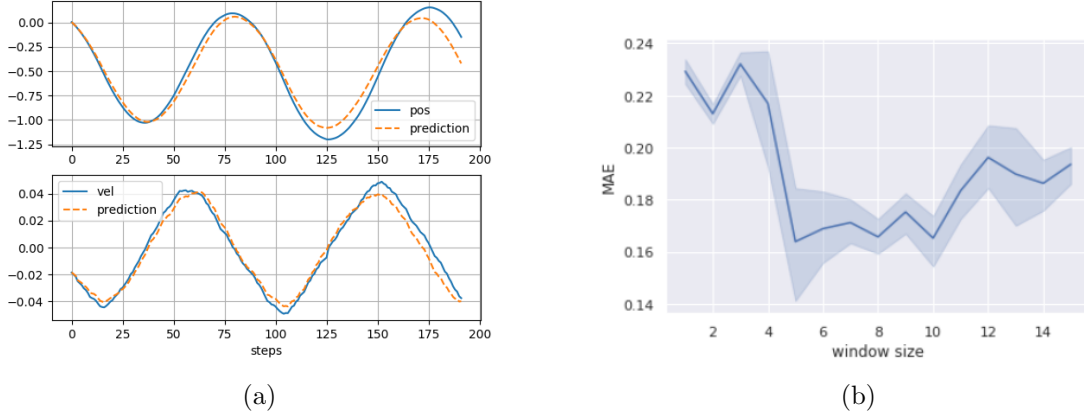 0.00
−0.25
−0.50
−0.75
−1.00
−1.25
pos
prediction
0 25 50 75 100 125 150 175 200
0.04
0.02
0.00
−0.02
−0.04
vel
prediction
0 25 50 75 100 125 150 175 200
steps
(a)
0.24
0.22
0.20
0.18
0.16
0.14
MAE
2 4 6 8 10 12 14
window size
(b)